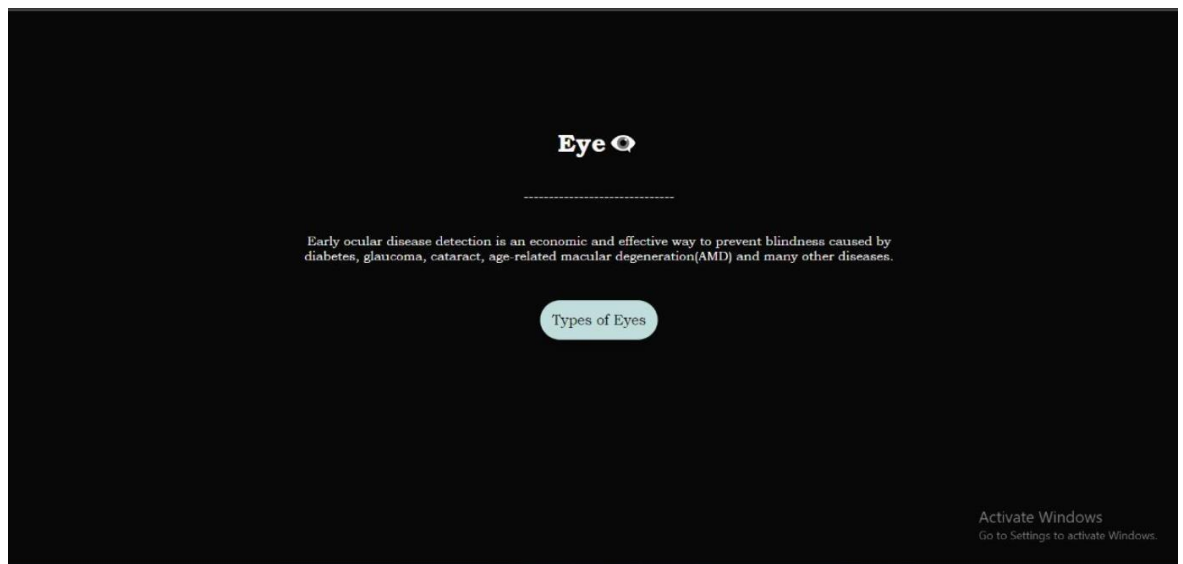 Eye
------------------------------
Early ocular disease detection is an economic and effective way to prevent blindness caused by
diabetes, glaucoma, cataract, age-related macular degeneration(AMD) and many other diseases.
Types of Eyes
Activate Windows
Go to Settings to activate Windows.